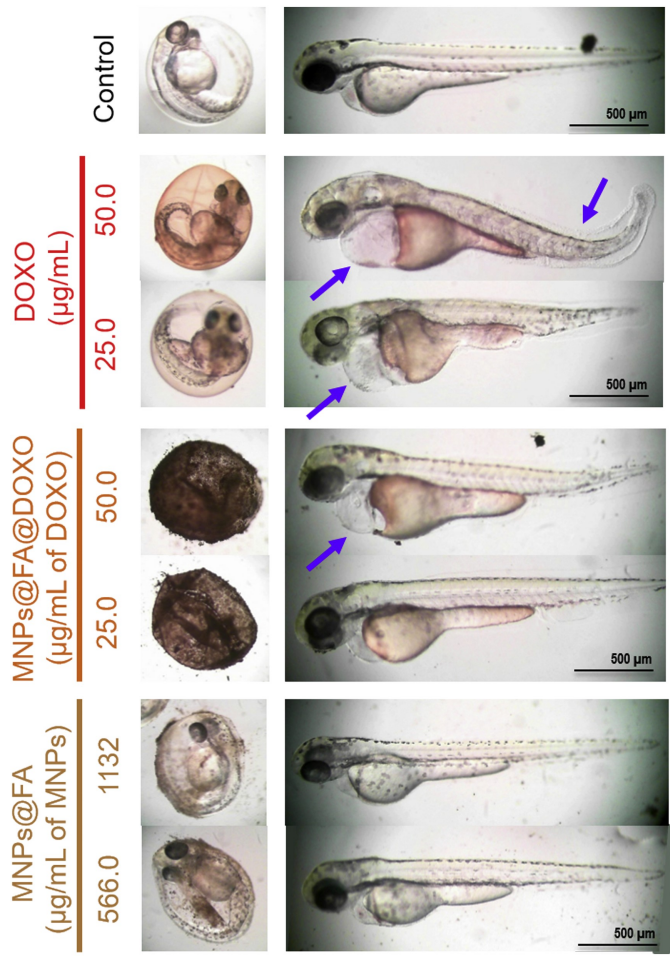 Control
500 µm
DOXO
(µg/mL)
50.0
25.0
500 µm
MNPs@FA@DOXO
(µg/mL of DOXO)
50.0
25.0
500 µm
MNPs@FA
(µg/mL of MNPs)
1132
566.0
500 µm